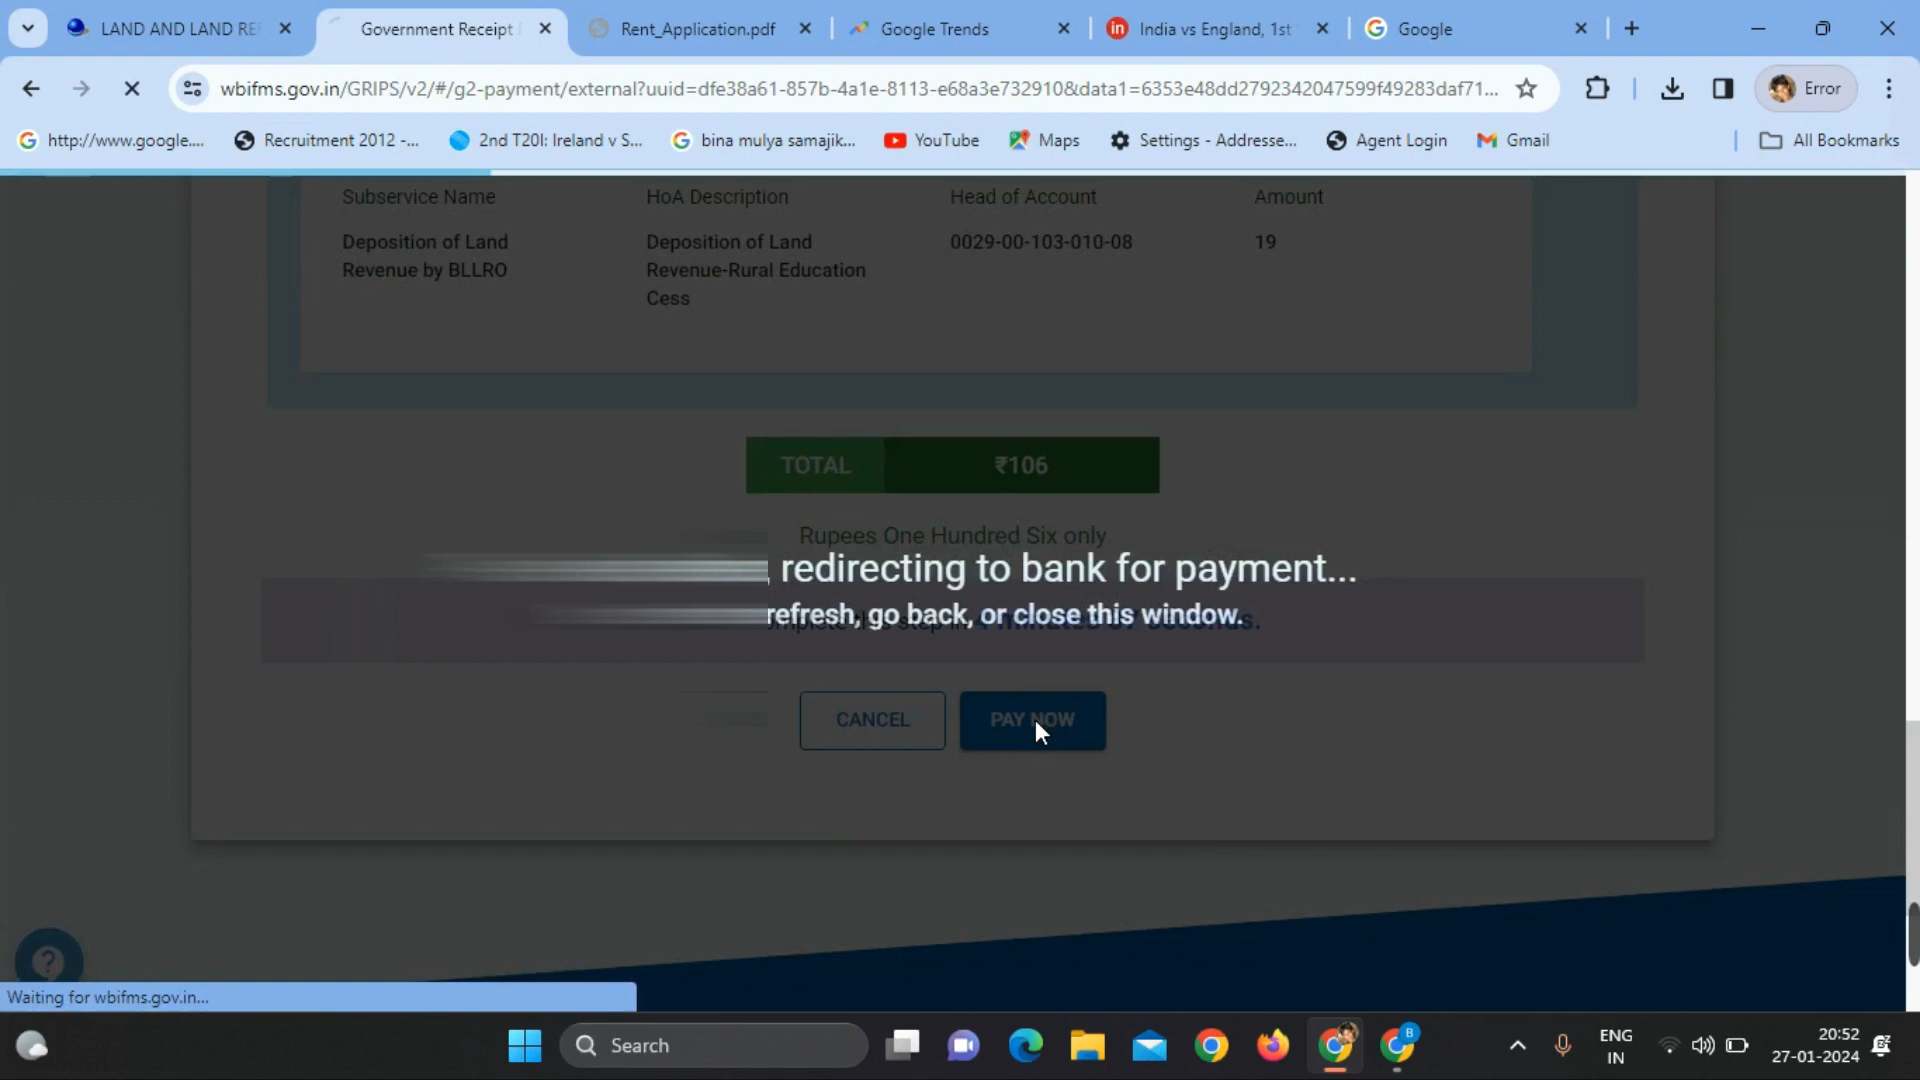 LAND AND LAND RE
Government Receipt
Rent_Application.pdf
Google Trends
in
India vs England, 1st
Google
wbifms.gov.in/GRIPS/v2/#/g2-payment/external?uuid=dfe38a61-857b-4a1e-8113-e68a3e732910&data1=6353e48dd2792342047599f49283daf71...
Error
http://www.google....
Recruitment 2012 -...
2nd T20I: Ireland v S...
bina mulya samajik...
YouTube
Maps
Settings - Addresse...
Agent Login
Gmail
All Bookmarks
Subservice Name HoA Description Head of Account Amount
Deposition of Land
Revenue by BLLRO
Deposition of Land
Revenue-Rural Education
Cess
0029-00-103-010-08
19
TOTAL ₹106
Rupees One Hundred Six only
, redirecting to bank for payment...
refresh, go back, or close this window.
CANCEL PAY NOW
Waiting for wbifms.gov.in...
Search
B
ENG
IN
20:52
27-01-2024